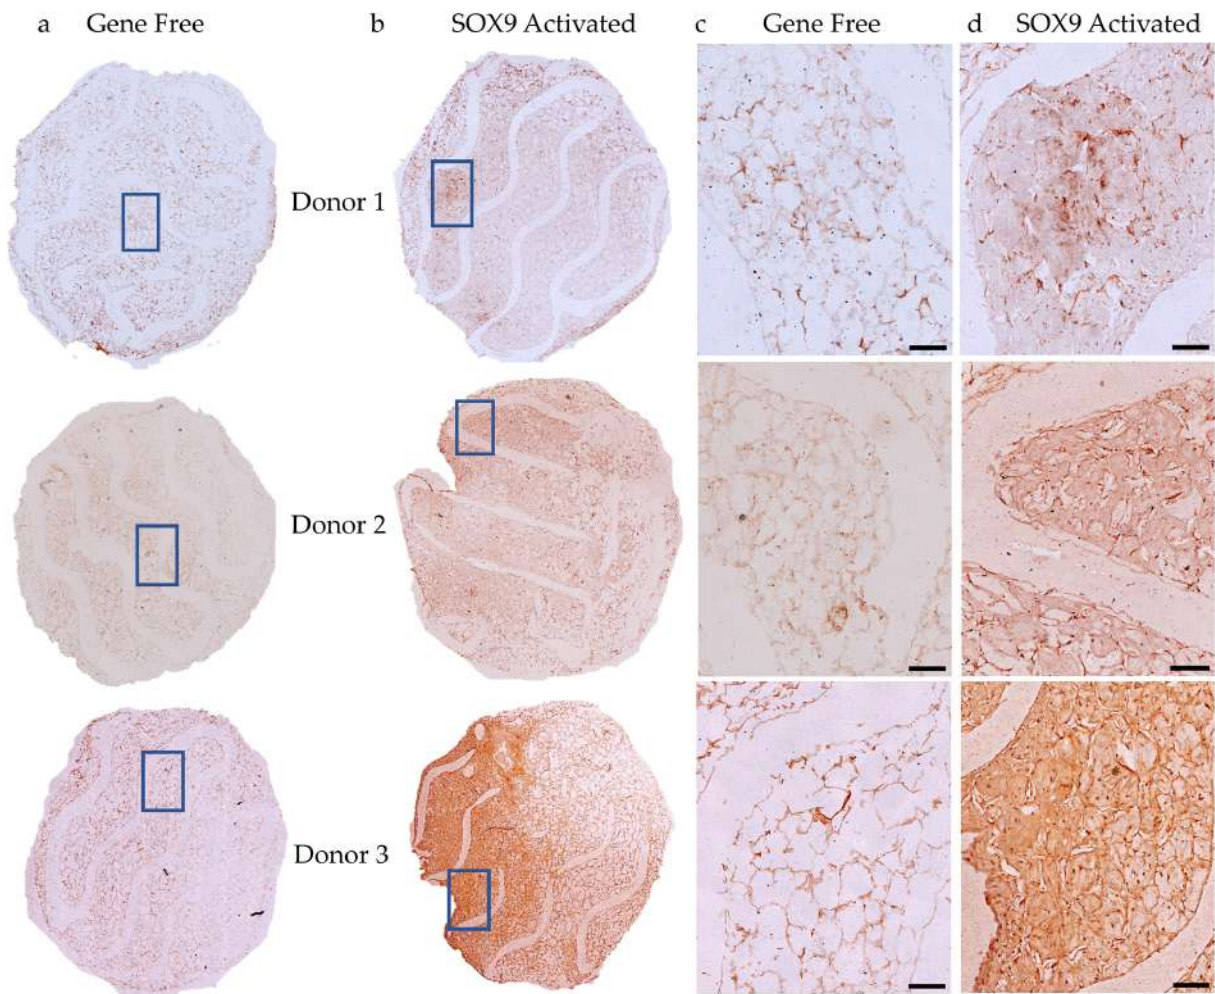 a Gene Free b SOX9 Activated c Gene Free d SOX9 Activated
Donor 1
Donor 2
Donor 3